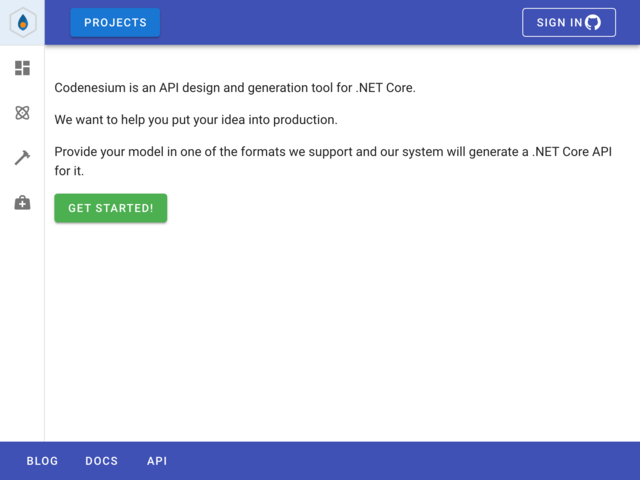 PROJECTS
SIGN IN
Codenesium is an API design and generation tool for .NET Core.
We want to help you put your idea into production.
Provide your model in one of the formats we support and our system will generate a .NET Core API
for it.
GET STARTED!
BLOG DOCS API